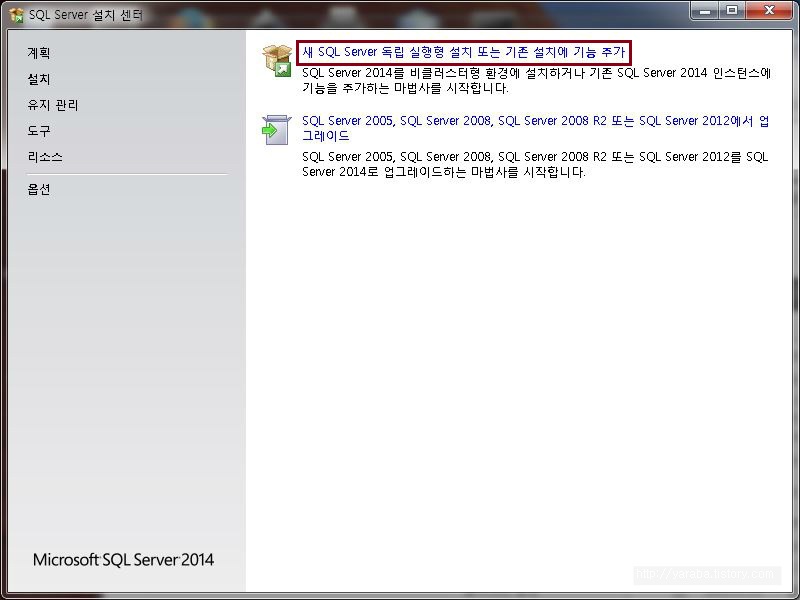 SQL Server 설치 센터
계획
설치
유지 관리
도구
리소스
옵션
새 SQL Server 독립 실행형 설치 또는 기존 설치에 기능 추가
SQL Server 2014를 비클러스터형 환경에 설치하거나 기존 SQL Server 2014 인스턴스에
기능을 추가하는 마법사를 시작합니다.
SQL Server 2005, SQL Server 2008, SQL Server 2008 R2 또는 SQL Server 2012에서 업
그레이드
SQL Server 2005, SQL Server 2008, SQL Server 2008 R2 또는 SQL Server 2012를 SQL
Server 2014로 업그레이드하는 마법사를 시작합니다.
Microsoft SQL Server 2014